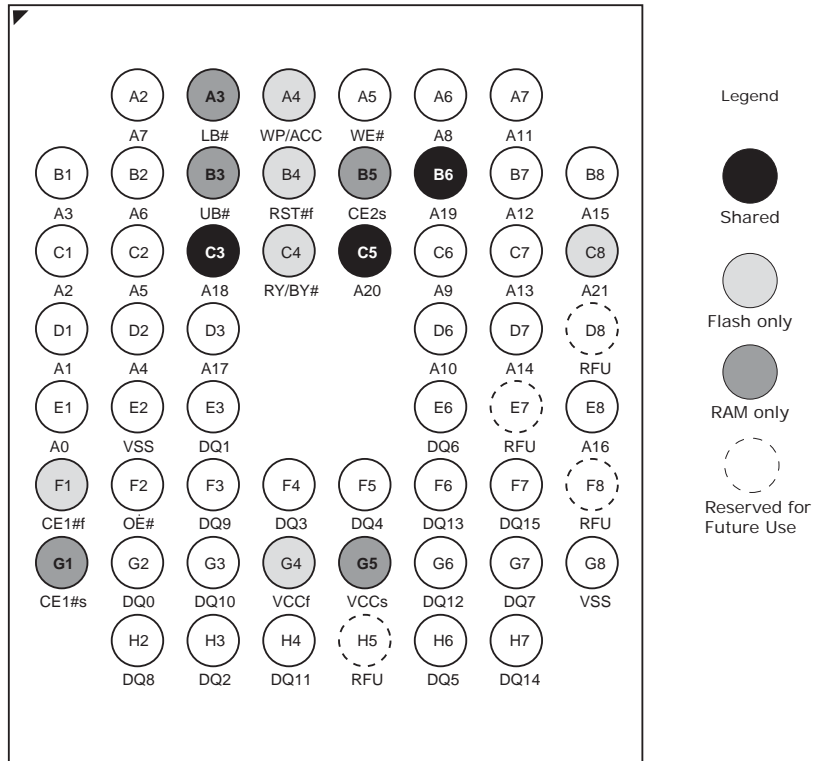 A2 A3 A4 A5 A6 A7
A7 LB# WP/ACC WE# A8 A11
B1 B2 B3 B4 B5 B6 B7 B8
A3 A6 UB# RST#f CE2s A19 A12 A15
C1 C2 C3 C4 C5 C6 C7 C8
A2 A5 A18 RY/BY# A20 A9 A13 A21
D1 D2 D3 D6 D7 D8
A1 A4 A17 A10 A14 RFU
E1 E2 E3 E6 E7 E8
A0 VSS DQ1 DQ6 RFU A16
F1 F2 F3 F4 F5 F6 F7 F8
CE1#f OĖ# DQ9 DQ3 DQ4 DQ13 DQ15 RFU
G1 G2 G3 G4 G5 G6 G7 G8
CE1#s DQ0 DQ10 VCCf VCCs DQ12 DQ7 VSS
H2 H3 H4 H5 H6 H7
DQ8 DQ2 DQ11 RFU DQ5 DQ14
Legend
Shared
Flash only
RAM only
Reserved for
Future Use